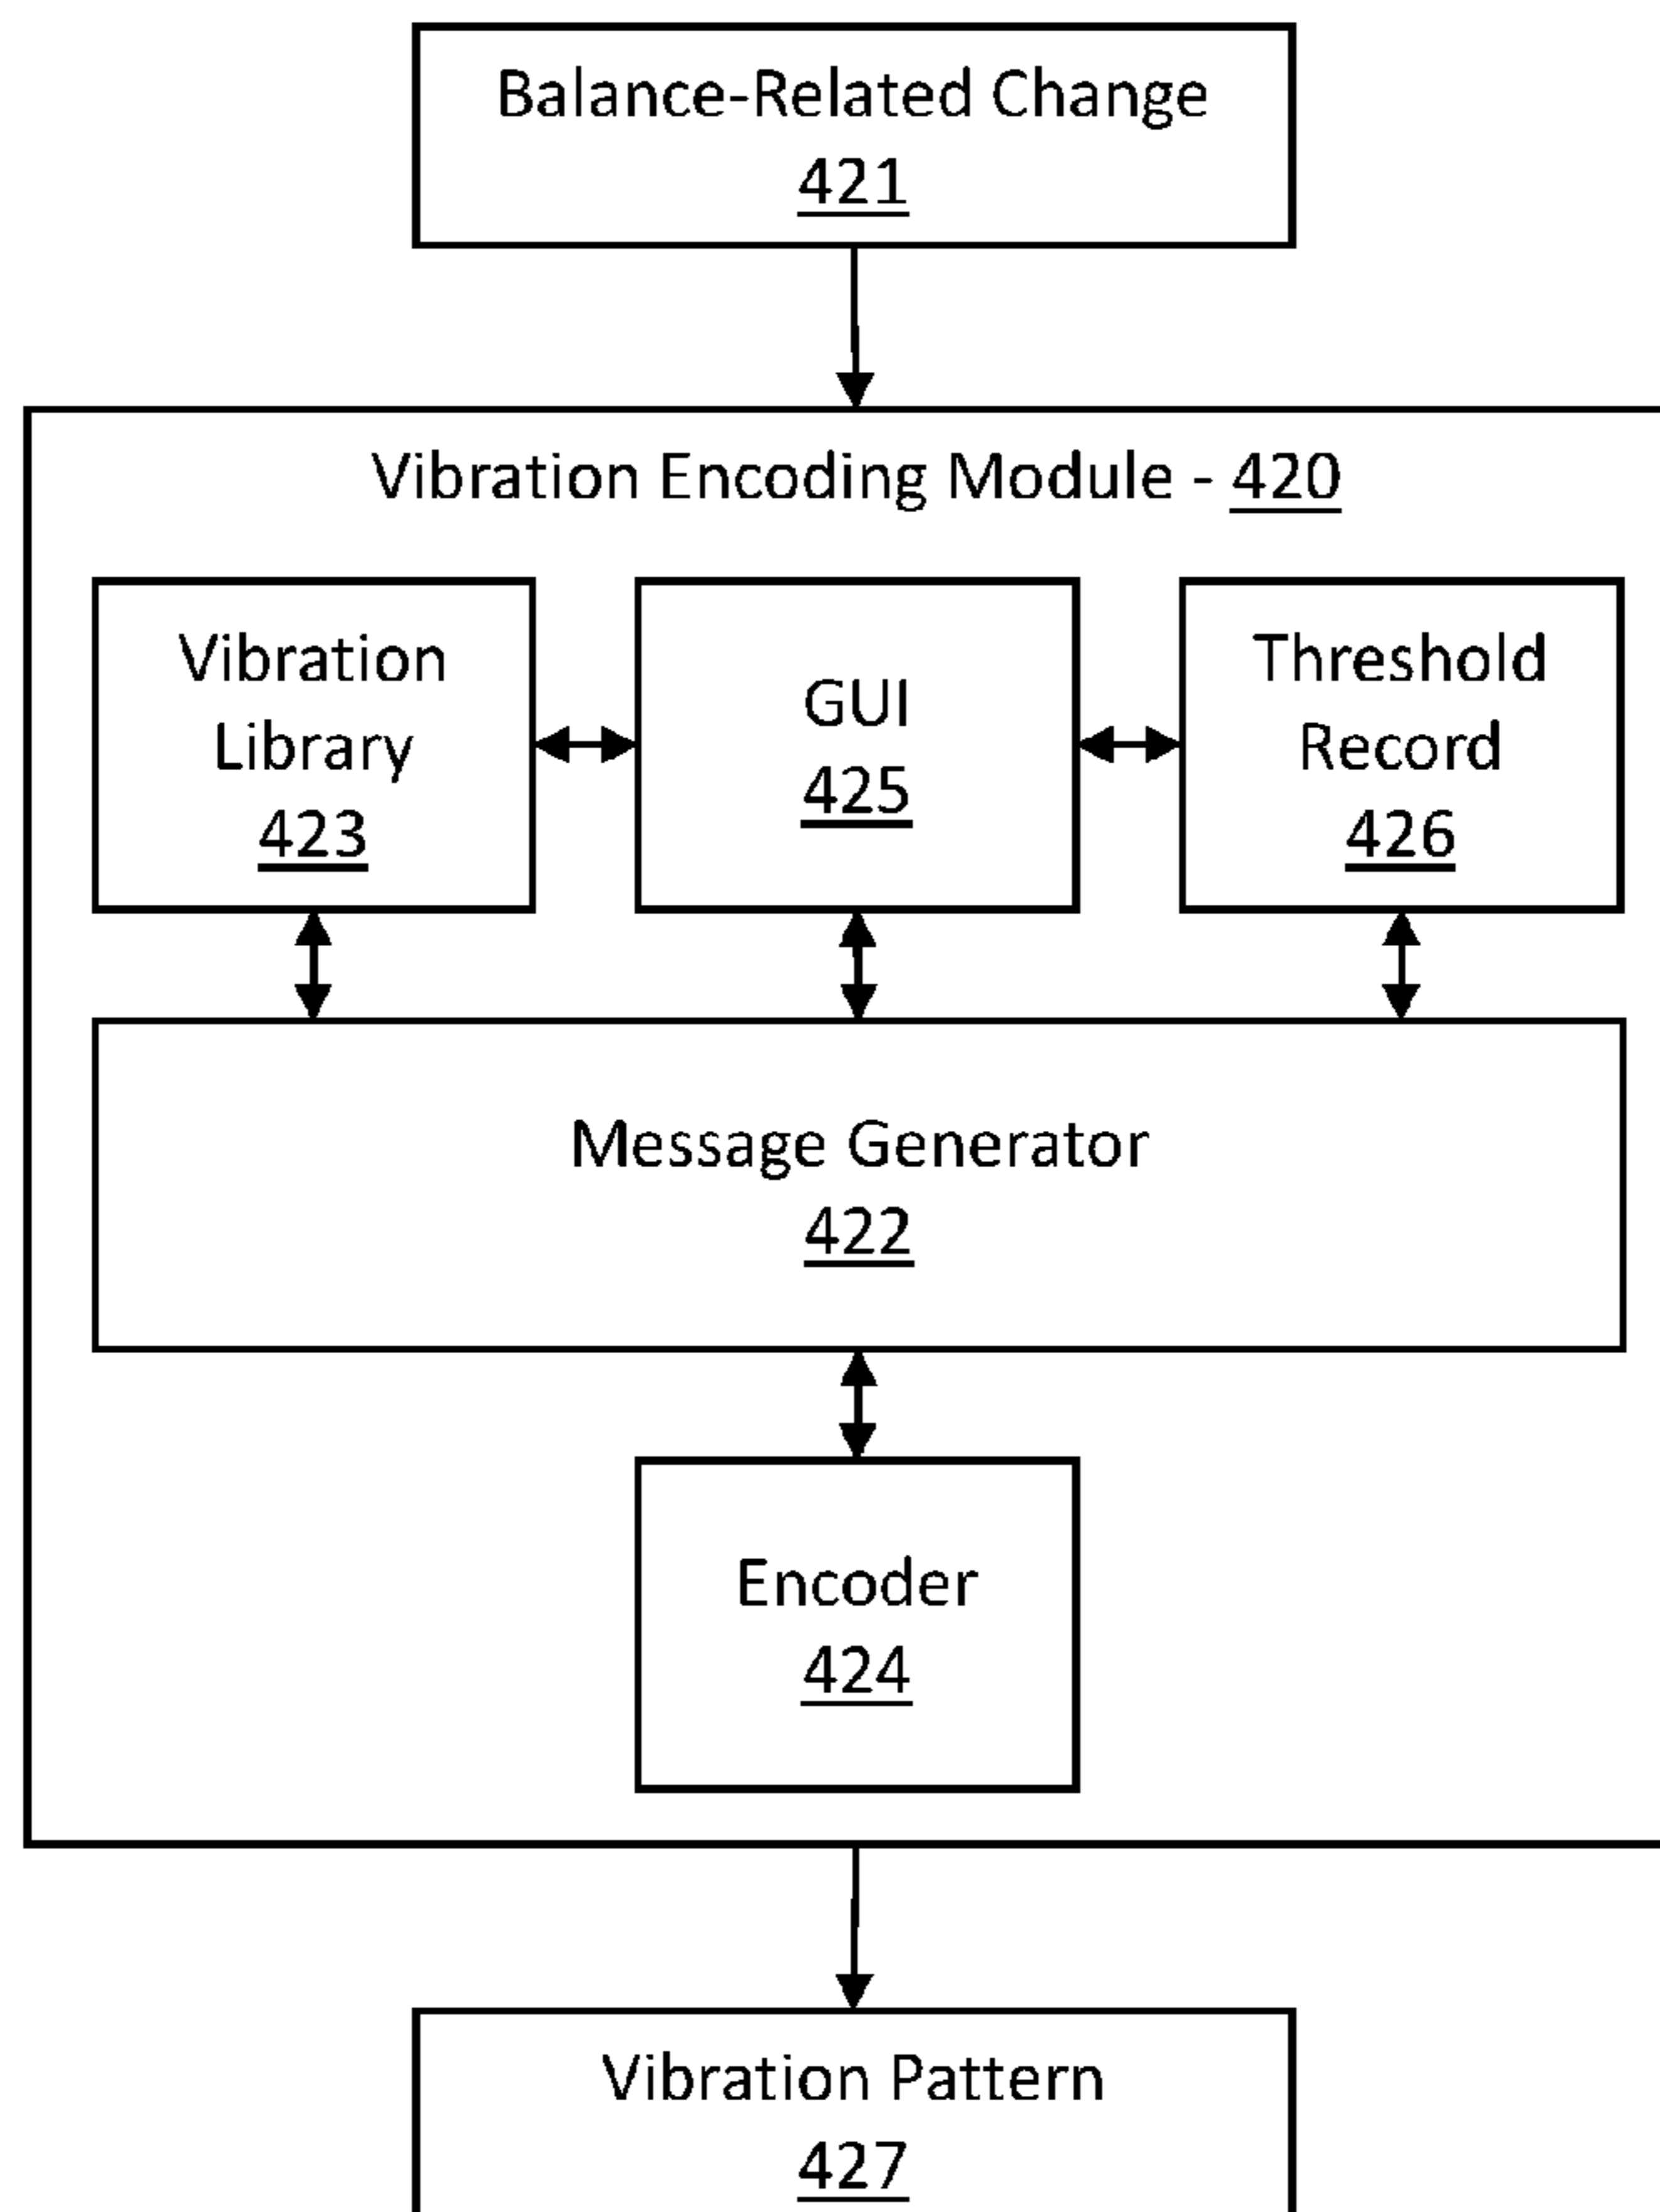 Balance-Related Change
421
Vibration Encoding Module - 420
Vibration
Library
423
GUI
425
Threshold
Record
426
Message Generator
422
Encoder
424
Vibration Pattern
427